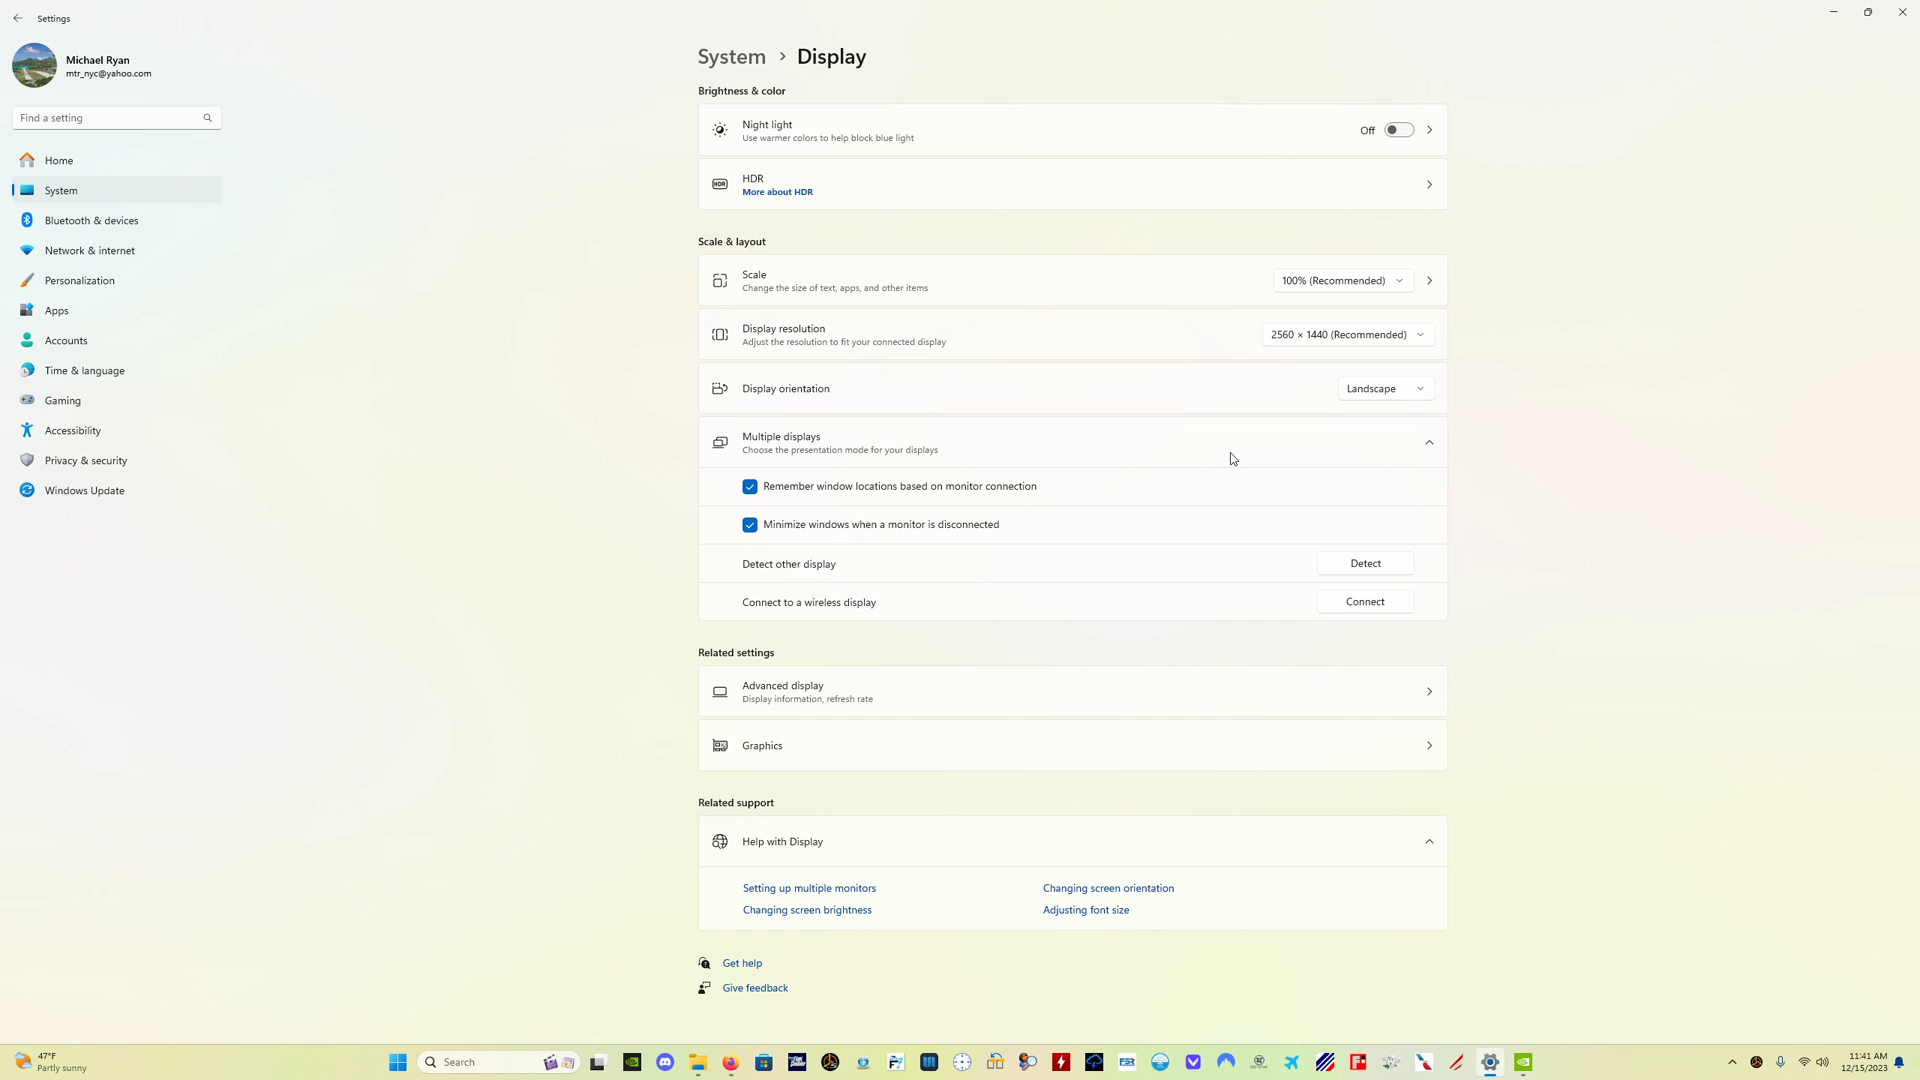 Settings
Michael Ryan
mtr_nyc@yahoo.com
Find a setting
Home
System
Bluetooth & devices
Network & internet
Personalization
Apps
Accounts
Time & language
Gaming
Accessibility
Privacy & security
Windows Update
System > Display
Brightness & color
Night light
Use warmer colors to help block blue light
Off
HDR
HDR
More about HDR
Scale & layout
Scale
Change the size of text, apps, and other items
100% (Recommended)
Display resolution
Adjust the resolution to fit your connected display
2560 × 1440 (Recommended)
Display orientation
Landscape
Multiple displays
Choose the presentation mode for your displays
Remember window locations based on monitor connection
Minimize windows when a monitor is disconnected
Detect other display
Detect
Connect to a wireless display
Connect
Related settings
Advanced display
Display information, refresh rate
Graphics
Related support
Help with Display
Setting up multiple monitors
Changing screen orientation
Changing screen brightness
Adjusting font size
Get help
Give feedback
47°F
Partly sunny
Search
11:41 AM
12/15/2023